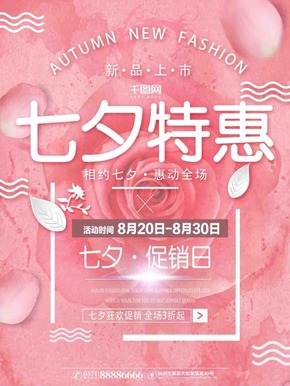 AUTUMN NEW FASHION
新·品·上·市
千图网
七夕特惠
相约七夕·惠动全场
活动时间 8月20日-8月30日
七夕·促销日
七夕狂欢促销 全场3折起 >
88886666